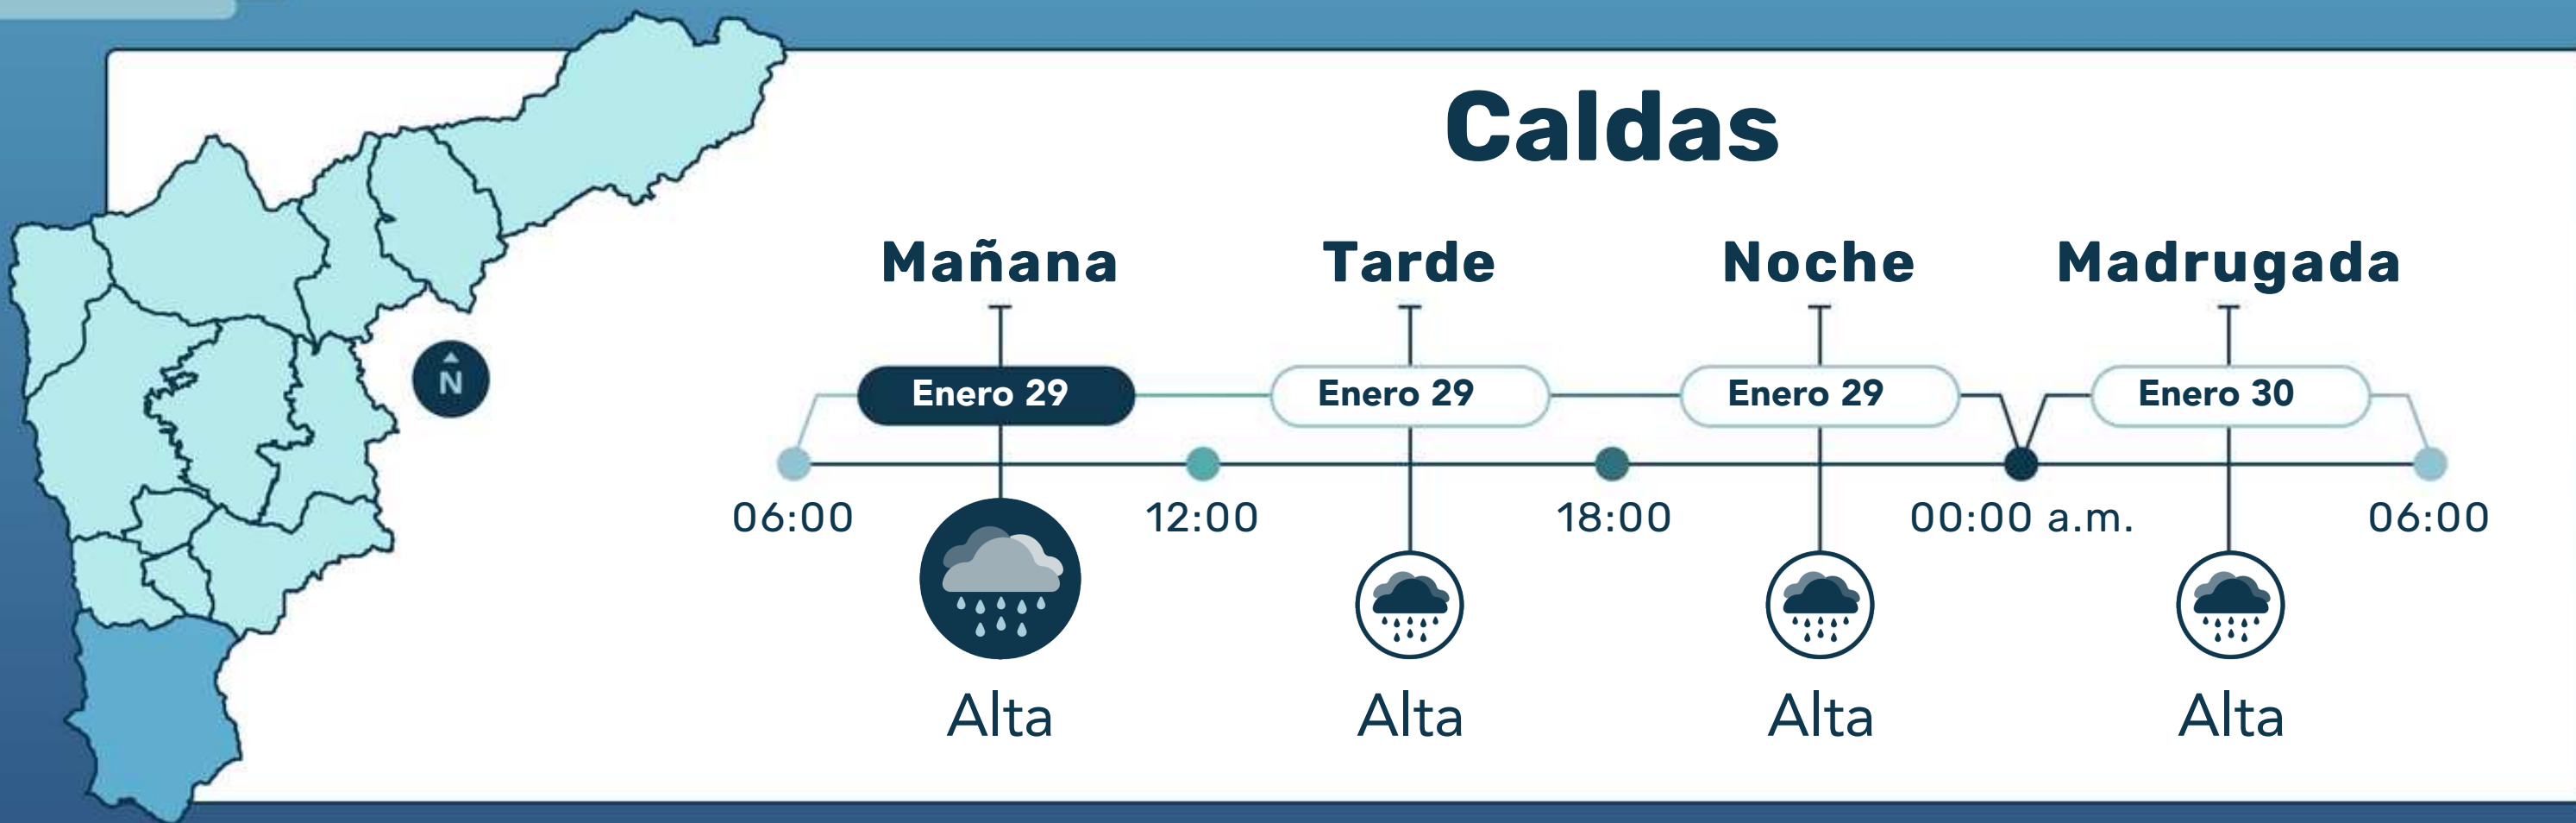 Caldas
Mañana Tarde Noche Madrugada
N
Enero 29 Enero 29 Enero 29 Enero 30
06:00 12:00 18:00 00:00 a.m. 06:00
Alta Alta Alta Alta